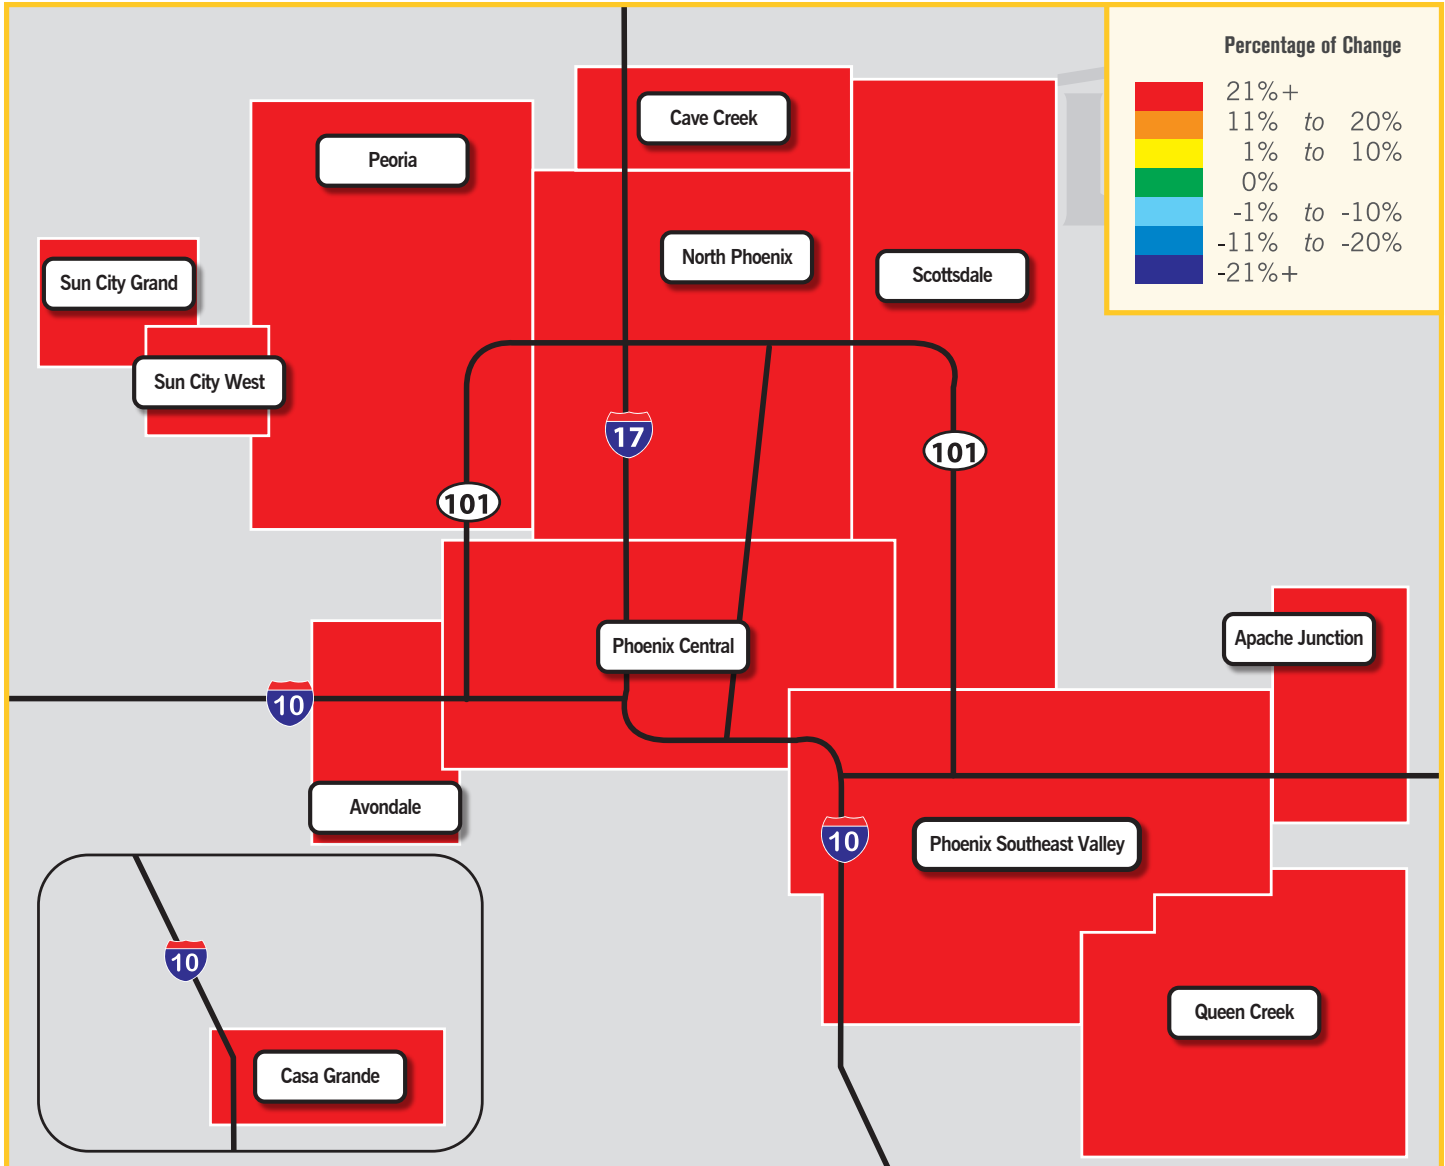 Percentage of Change
21%+
11% to 20%
1% to 10%
0%
-1% to -10%
-11% to -20%
-21%+
Cave Creek
Peoria
North Phoenix
Scottsdale
Sun City Grand
Sun City West
17
101
101
Phoenix Central
Apache Junction
10
Avondale
10
Phoenix Southeast Valley
10
Queen Creek
Casa Grande